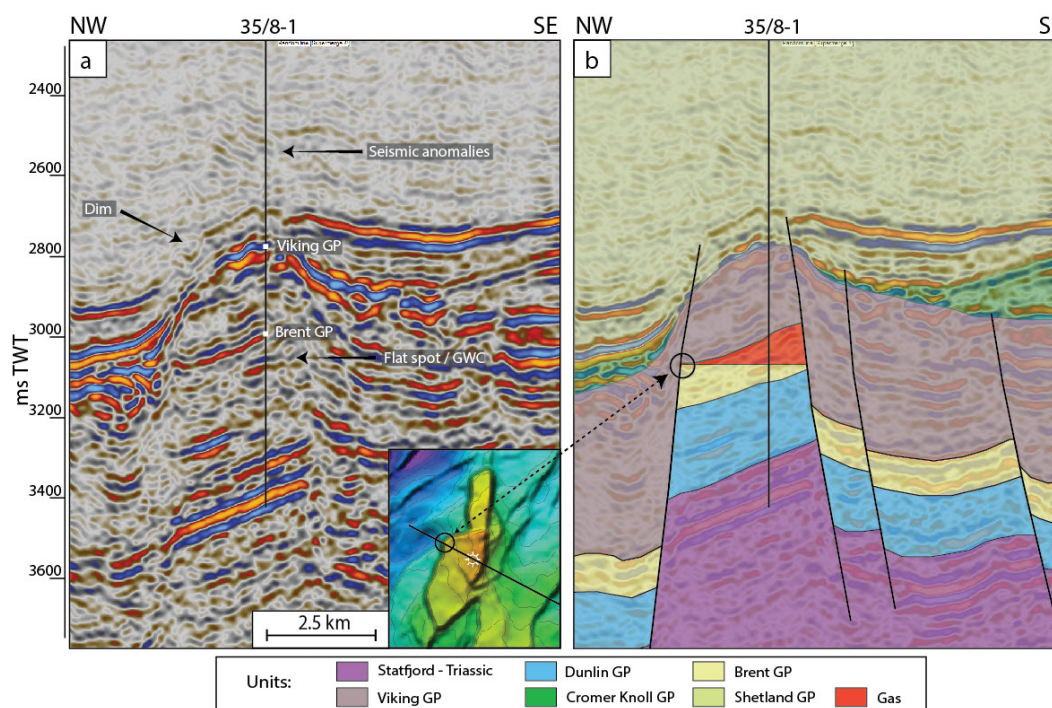 NW 35/8-1 SE
a
2400
2600
2800
3000
3200
3400
3600
ms TWT
Seismic anomalies
Dim
Viking GP
Brent GP
Flat spot / GWC
2.5 km
NW 35/8-1 S
b
Units:
Statfjord - Triassic
Dunlin GP
Brent GP
Viking GP
Cromer Knoll GP
Shetland GP
Gas